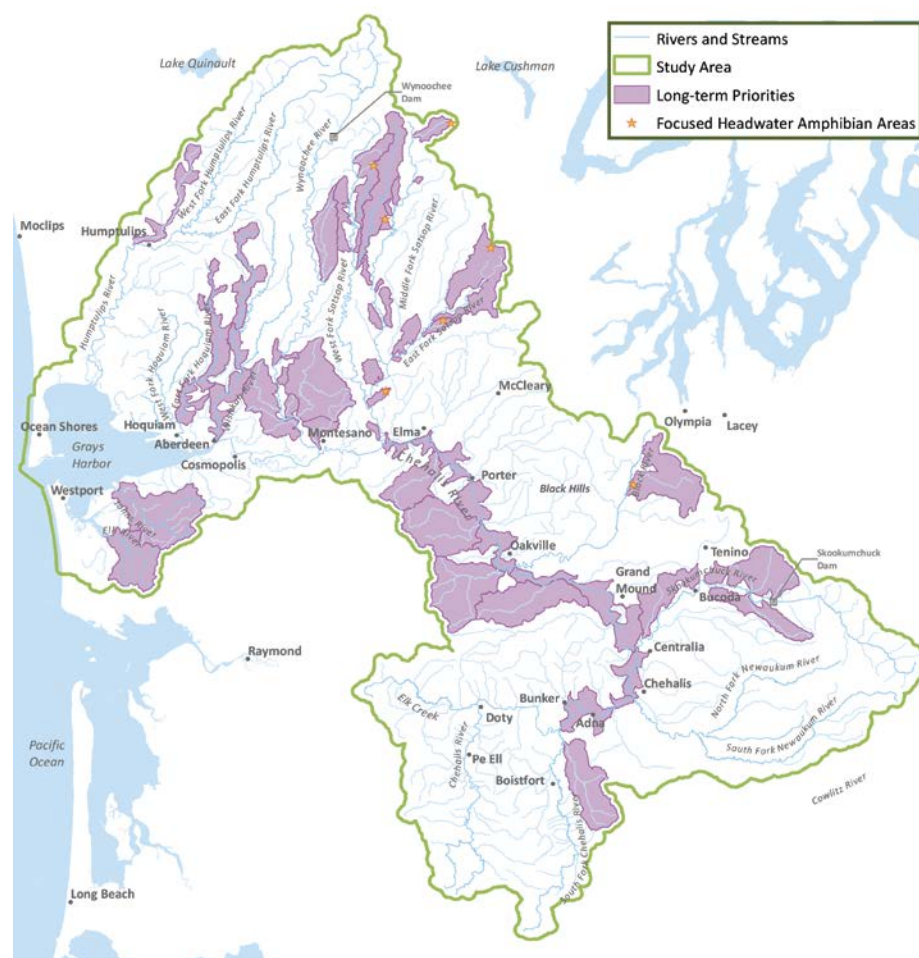 Rivers and Streams
Study Area
Long-term Priorities
Focused Headwater Amphibian Areas
Lake Quinault
Lake Cushman
Wynoochee
Dam
West Fork Humptulips River
East Fork Humptulips River
Wynoochee River
Moclips
Humptulips
Humptulips River
Middle Fork Satsop River
West Fork Satsop River
East Fork Satsop River
West Fork Hoquiam River
East Fork Hoquiam River
McCleary
Olympia
Lacey
Ocean Shores
Hoquiam
Aberdeen
Montesano
Elma
Grays
Harbor
Cosmopolis
Chehalis River
Porter
Black Hills
Black River
Westport
Johns River
Elk River
Oakville
Tenino
Skookumchuck
Dam
Grand
Mound
Skookumchuck River
Bucoda
Raymond
Centralia
North Fork Newaukum River
Chehalis
Bunker
Elk Creek
Doty
Adna
South Fork Newaukum River
Pacific
Ocean
Chehalis River
Pe Ell
Boistfort
Cowlitz River
South Fork Chehalis River
Long Beach